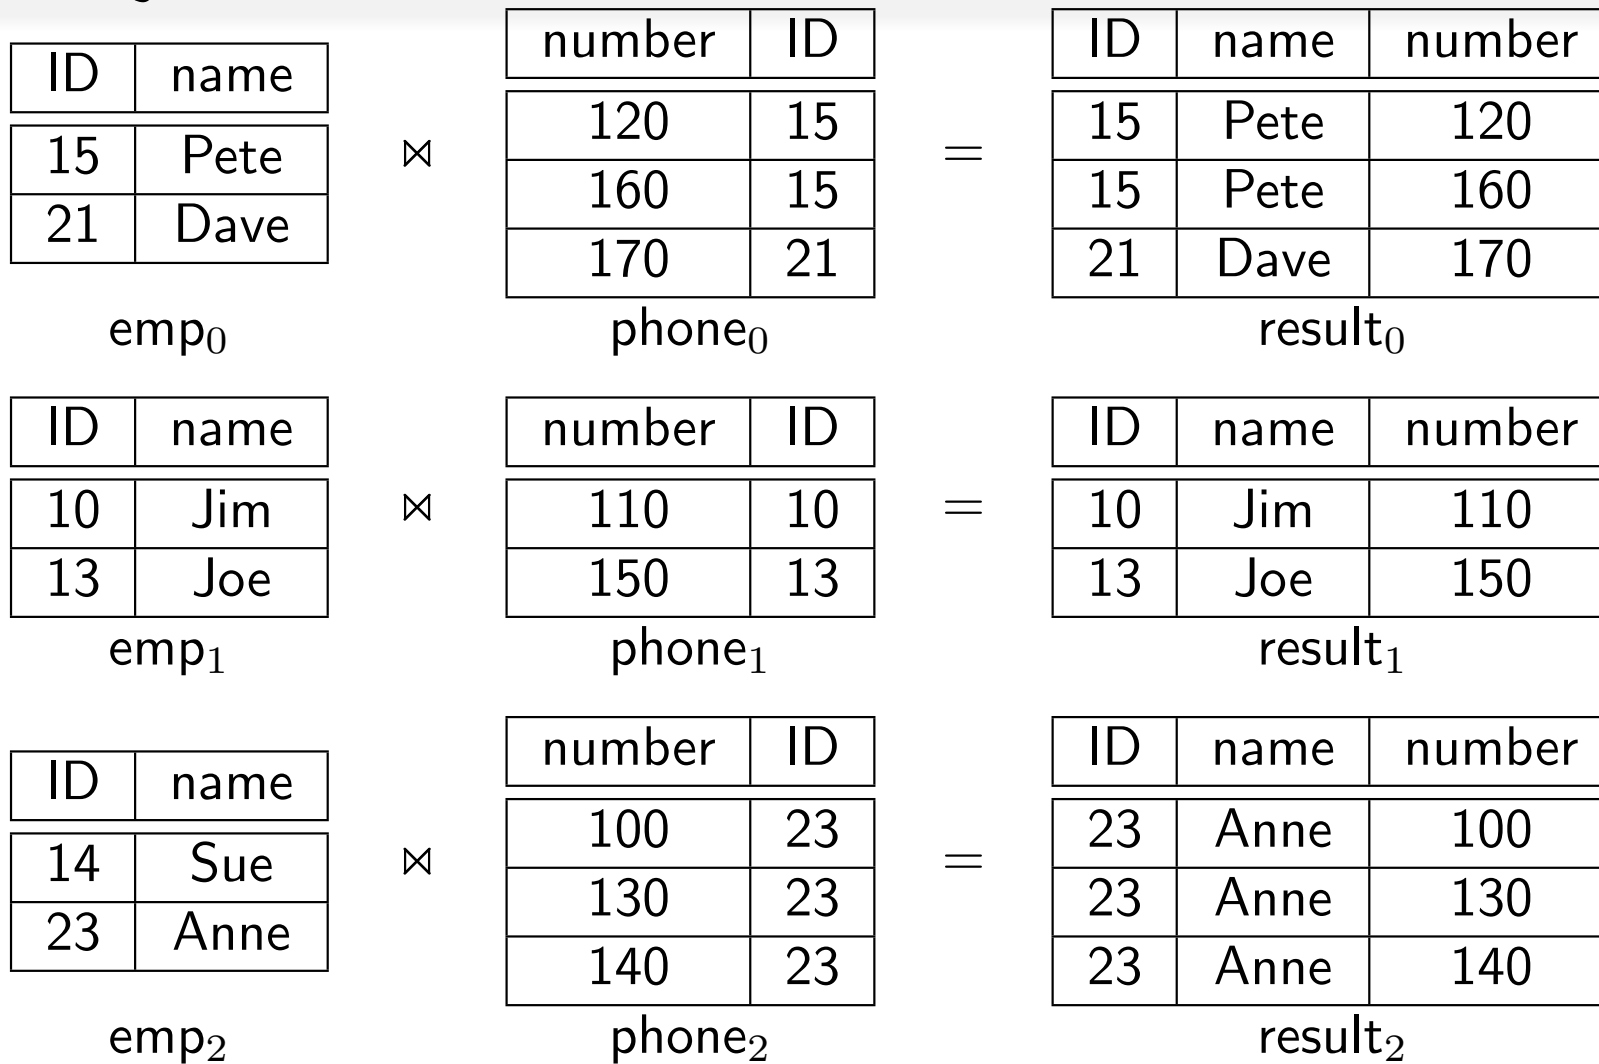 ID name
15 Pete
21 Dave
emp₀
⋈
number ID
120 15
160 15
170 21
phone₀
=
ID name number
15 Pete 120
15 Pete 160
21 Dave 170
result₀
ID name
10 Jim
13 Joe
emp₁
⋈
number ID
110 10
150 13
phone₁
=
ID name number
10 Jim 110
13 Joe 150
result₁
ID name
14 Sue
23 Anne
emp₂
⋈
number ID
100 23
130 23
140 23
phone₂
=
ID name number
23 Anne 100
23 Anne 130
23 Anne 140
result₂